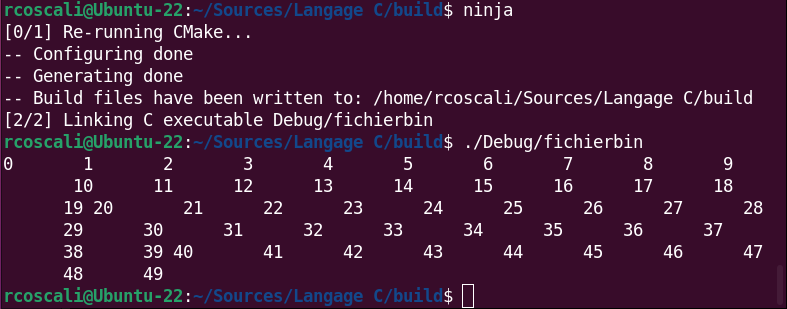 rcoscali@Ubuntu-22:~/Sources/Langage C/build$ ninja
[0/1] Re-running CMake...
-- Configuring done
-- Generating done
-- Build files have been written to: /home/rcoscali/Sources/Langage C/build
[2/2] Linking C executable Debug/fichierbin
rcoscali@Ubuntu-22:~/Sources/Langage C/build$ ./Debug/fichierbin
0       1       2       3       4       5       6       7       8       9
       10      11      12      13      14      15      16      17      18
      19 20       21      22      23      24      25      26      27      28
      29      30      31      32      33      34      35      36      37
      38      39 40       41      42      43      44      45      46      47
      48      49
rcoscali@Ubuntu-22:~/Sources/Langage C/build$